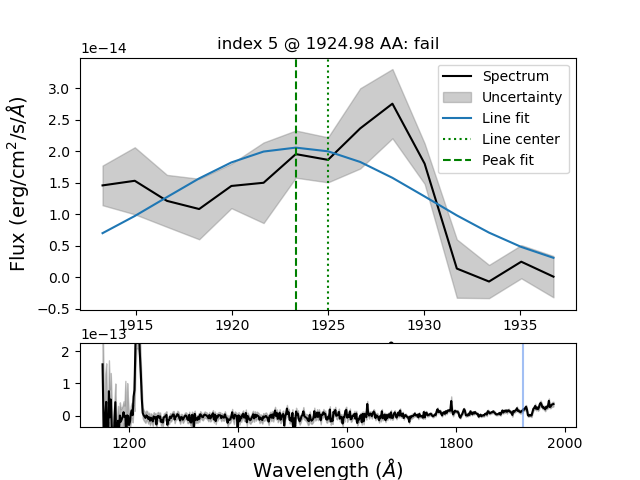 index 5 @ 1924.98 AA: fail
1e−14
Flux (erg/cm²/s/Å)
3.0
2.5
2.0
1.5
1.0
0.5
0.0
−0.5
Spectrum
Uncertainty
Line fit
Line center
Peak fit
1915 1920 1925 1930 1935
1e−13
2
1
0
1200 1400 1600 1800 2000
Wavelength (Å)